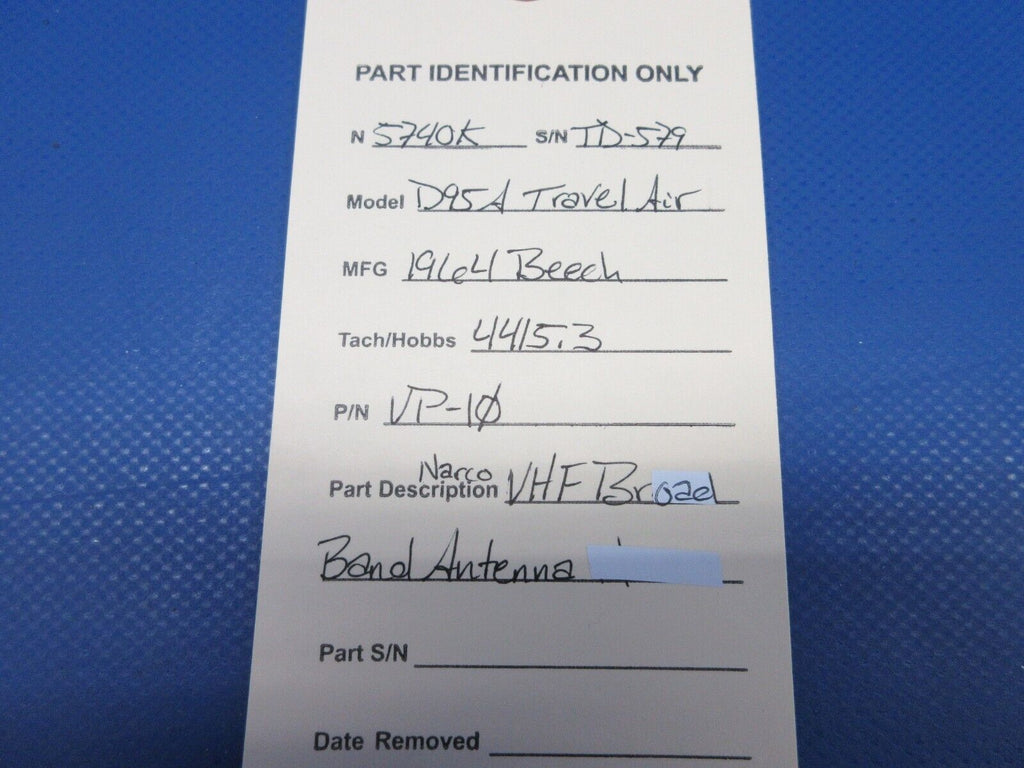 PART IDENTIFICATION ONLY
N 5740K S/N TD-579
Model D95A Travel Air
MFG 1964 Beech
Tach/Hobbs 4415.3
P/N VP-10
Narco
Part Description VHF Broad
Band Antenna
Part S/N
Date Removed